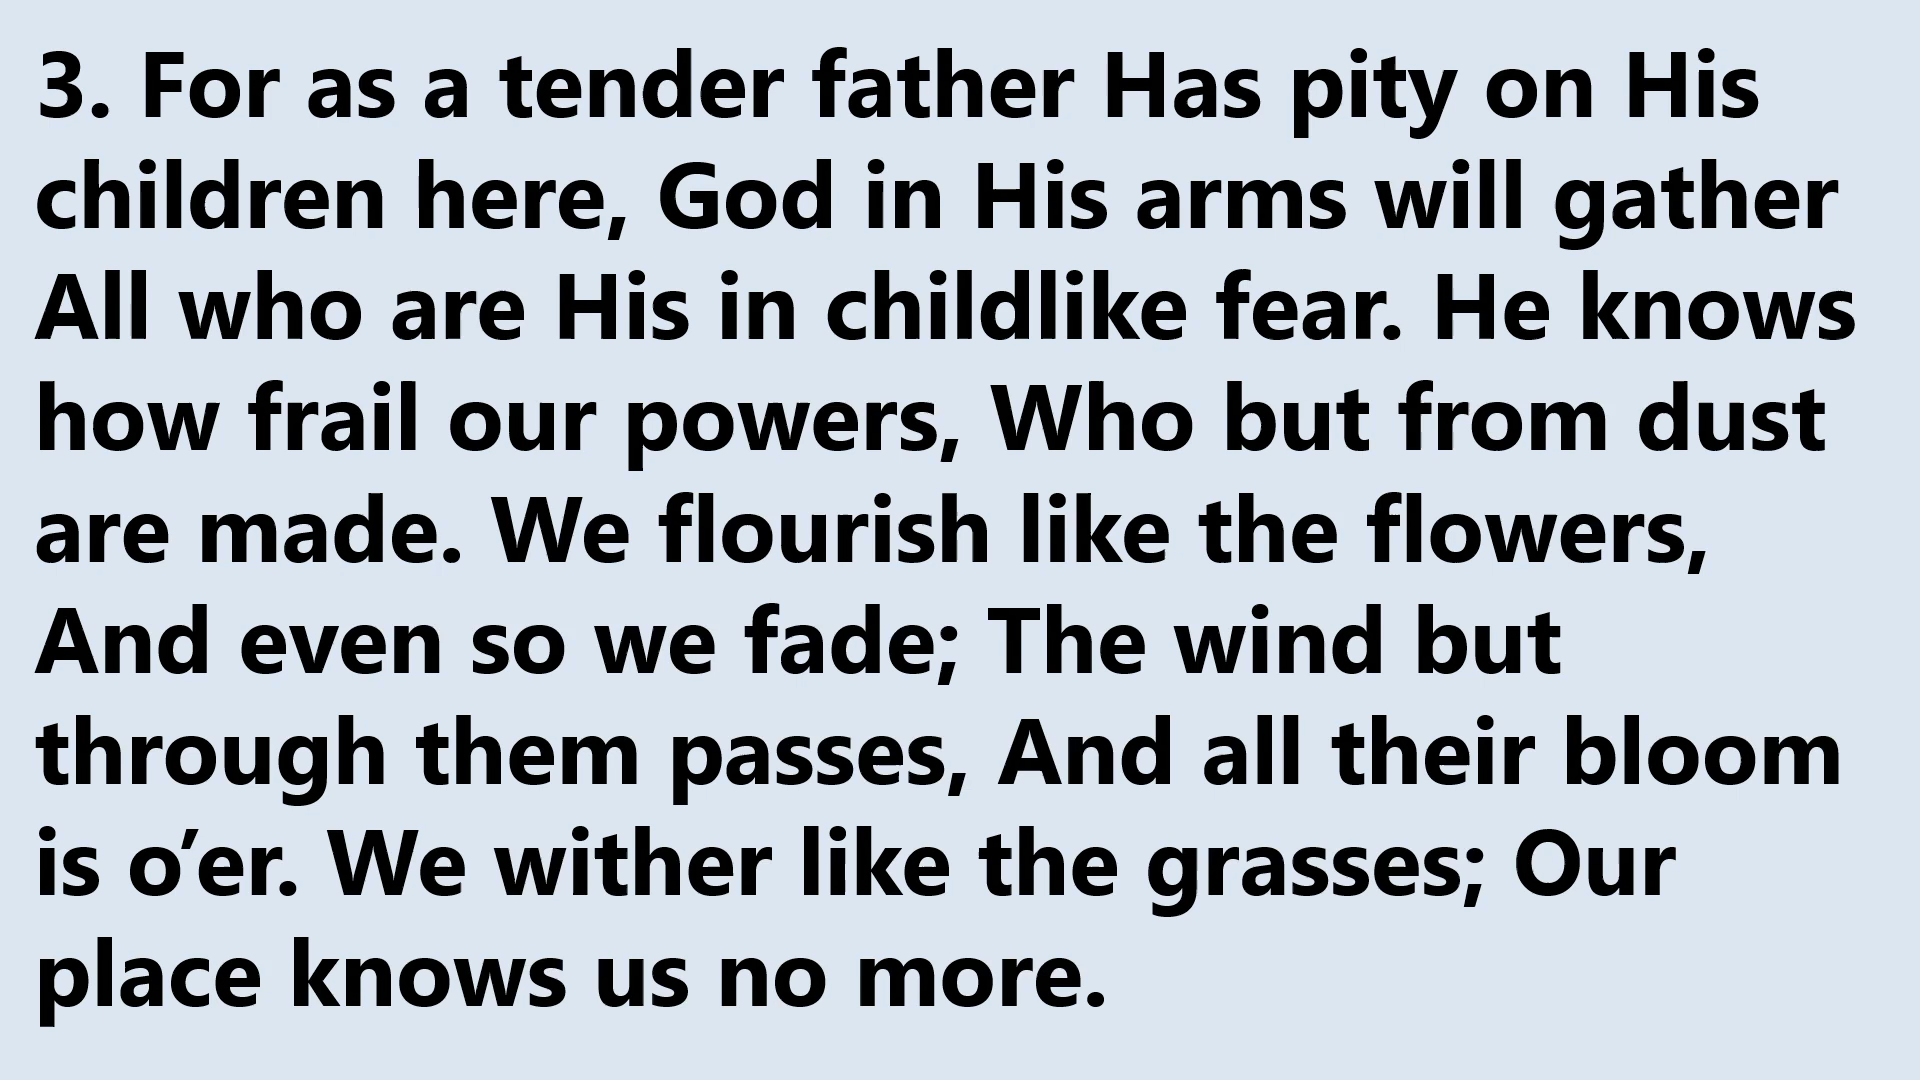 3. For as a tender father Has pity on His
children here, God in His arms will gather
All who are His in childlike fear. He knows
how frail our powers, Who but from dust
are made. We flourish like the flowers,
And even so we fade; The wind but
through them passes, And all their bloom
is o’er. We wither like the grasses; Our
place knows us no more.